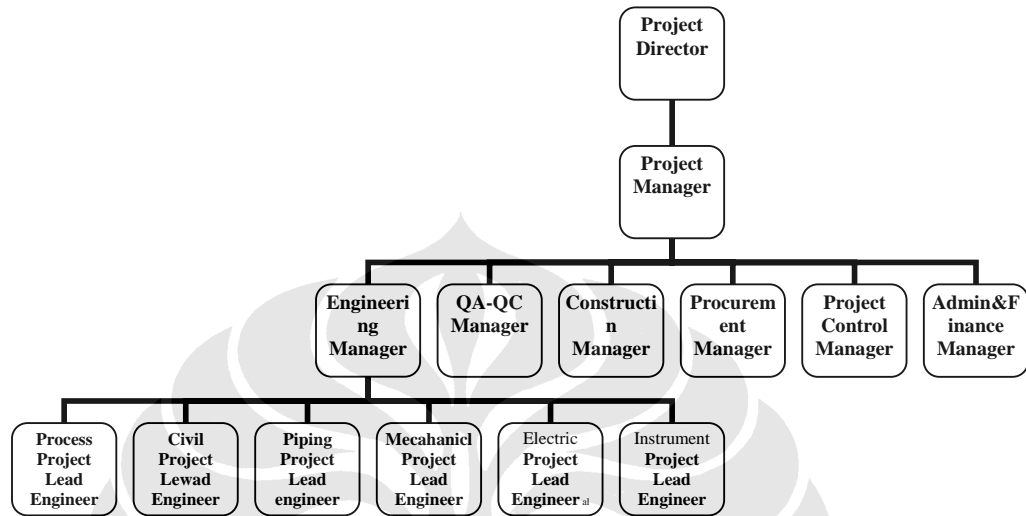 Project
Director
Project
Manager
Engineeri
ng
Manager
QA-QC
Manager
Constructi
n
Manager
Procurem
ent
Manager
Project
Control
Manager
Admin&F
inance
Manager
Process
Project
Lead
Engineer
Civil
Project
Lewad
Engineer
Piping
Project
Lead
engineer
Mecahanicl
Project
Lead
Engineer
Electric
Project
Lead
Engineer al
Instrument
Project
Lead
Engineer